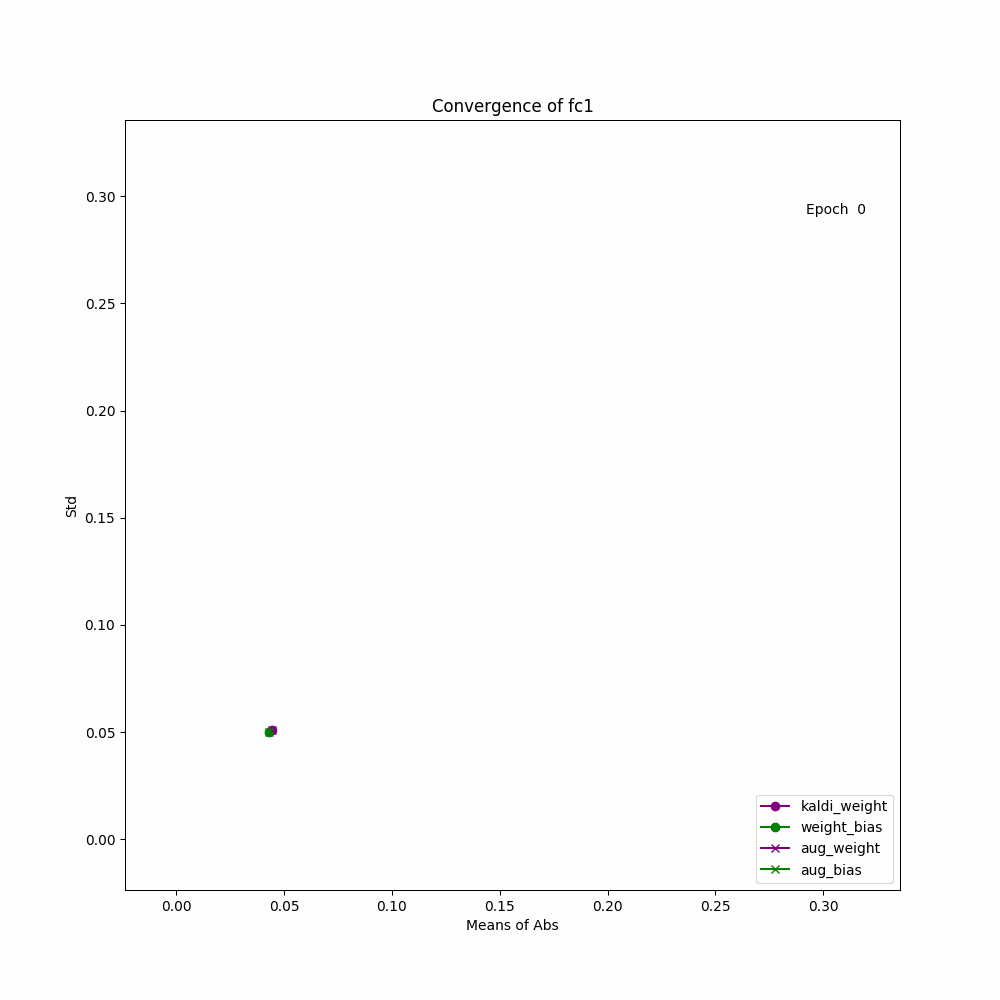 Convergence of fc1
Epoch  0
Std
0.30
0.25
0.20
0.15
0.10
0.05
0.00
0.00 0.05 0.10 0.15 0.20 0.25 0.30
Means of Abs
kaldi_weight
weight_bias
aug_weight
aug_bias